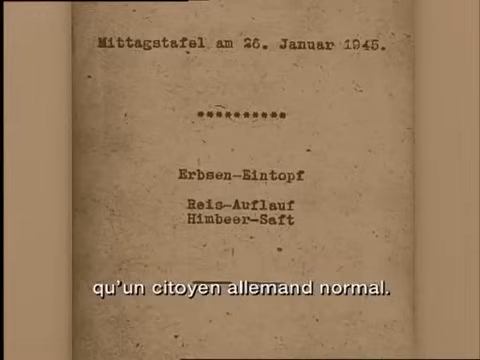 Mittagstafel am 26. Januar 1945.
**********
Erbsen-Eintopf
Reis-Auflauf
Himbeer-Saft
qu'un citoyen allemand normal.